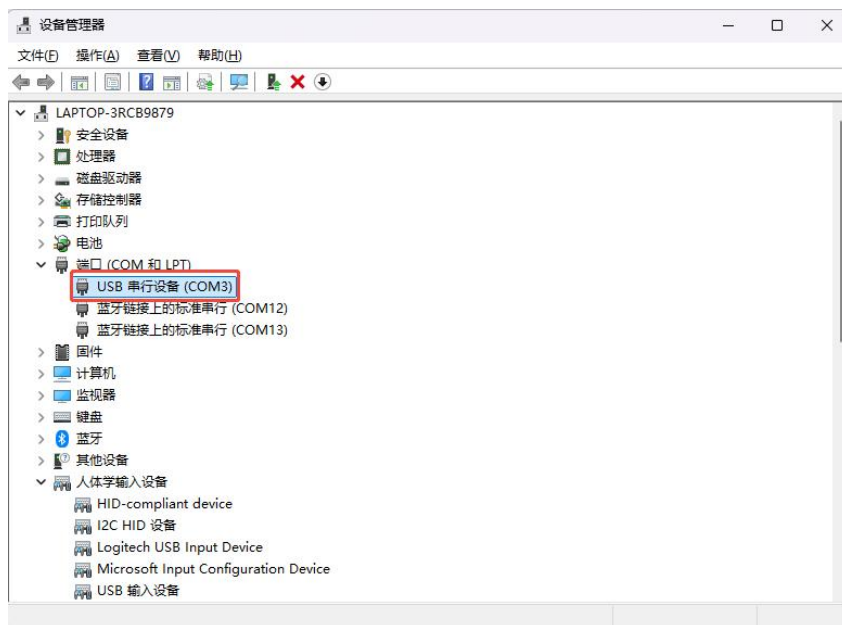 设备管理器
文件(F) 操作(A) 查看(V) 帮助(H)
LAPTOP-3RCB9879
安全设备
处理器
磁盘驱动器
存储控制器
打印队列
电池
端口 (COM 和 LPT)
USB 串行设备 (COM3)
蓝牙链接上的标准串行 (COM12)
蓝牙链接上的标准串行 (COM13)
固件
计算机
监视器
键盘
蓝牙
其他设备
人体学输入设备
HID-compliant device
I2C HID 设备
Logitech USB Input Device
Microsoft Input Configuration Device
USB 输入设备